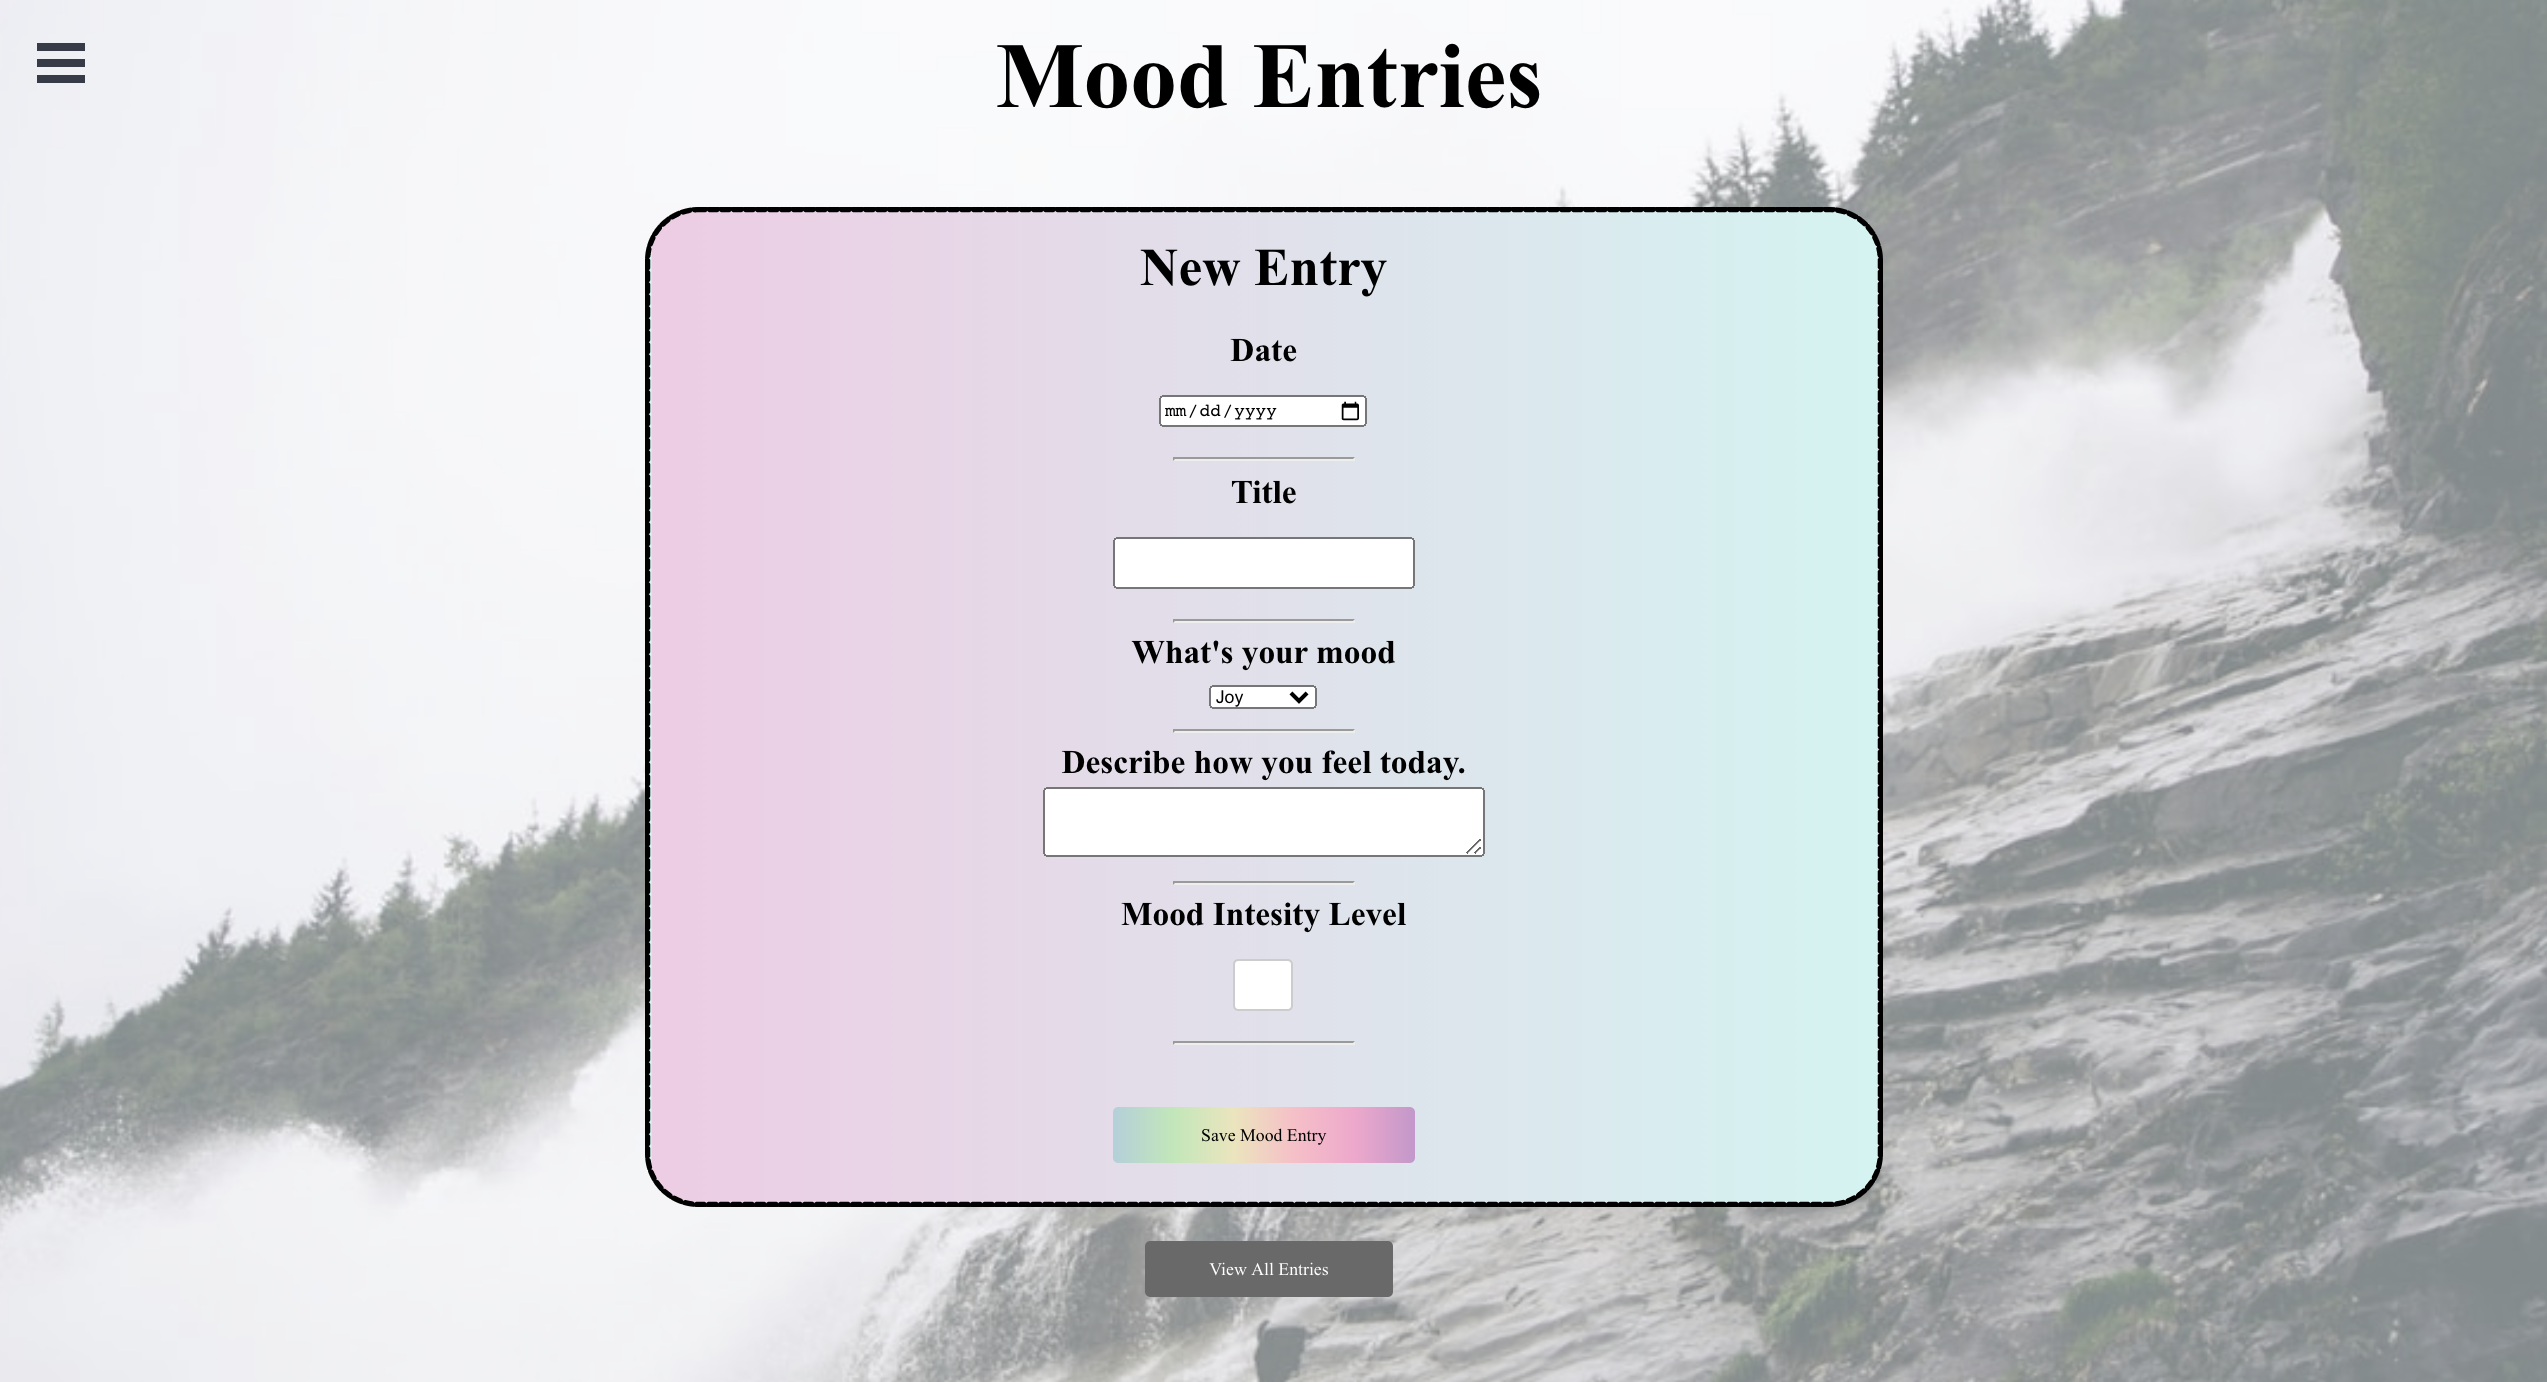 Mood Entries
New Entry
Date
mm/dd/yyyy
Title
What's your mood
Joy
Describe how you feel today.
Mood Intesity Level
Save Mood Entry
View All Entries